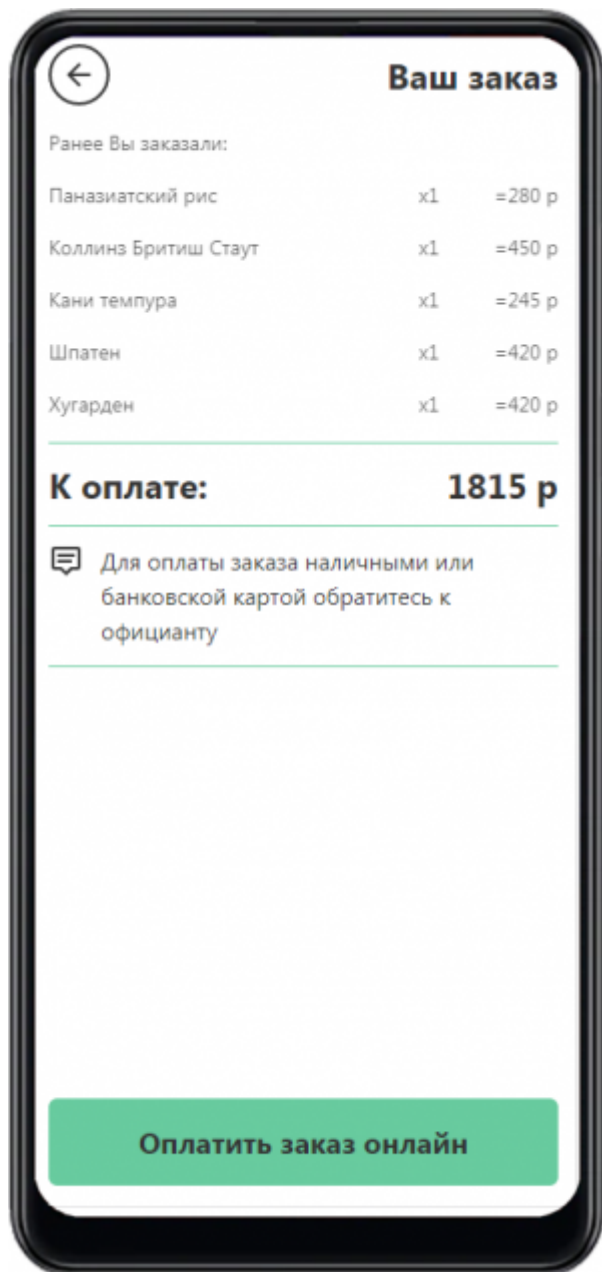 Ваш заказ
Ранее Вы заказали:
Паназиатский рис x1 =280 р
Коллинз Бритиш Стаут x1 =450 р
Кани темпура x1 =245 р
Шпатен x1 =420 р
Хугарден x1 =420 р
К оплате: 1815 р
Для оплаты заказа наличными или
банковской картой обратитесь к
официанту
Оплатить заказ онлайн